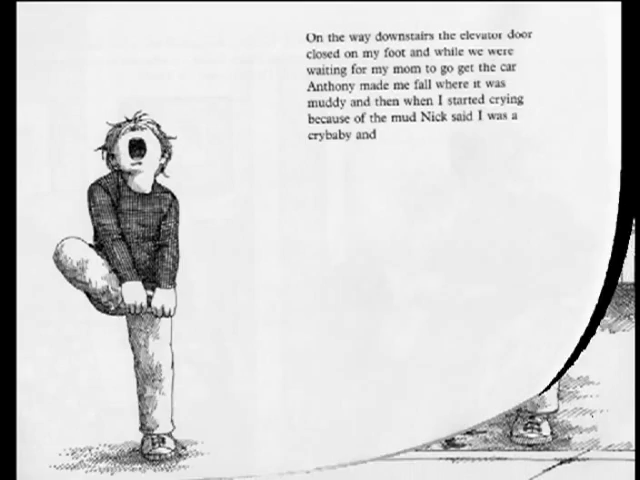 On the way downstairs the elevator door
closed on my foot and while we were
waiting for my mom to go get the car
Anthony made me fall where it was
muddy and then when I started crying
because of the mud Nick said I was a
crybaby and